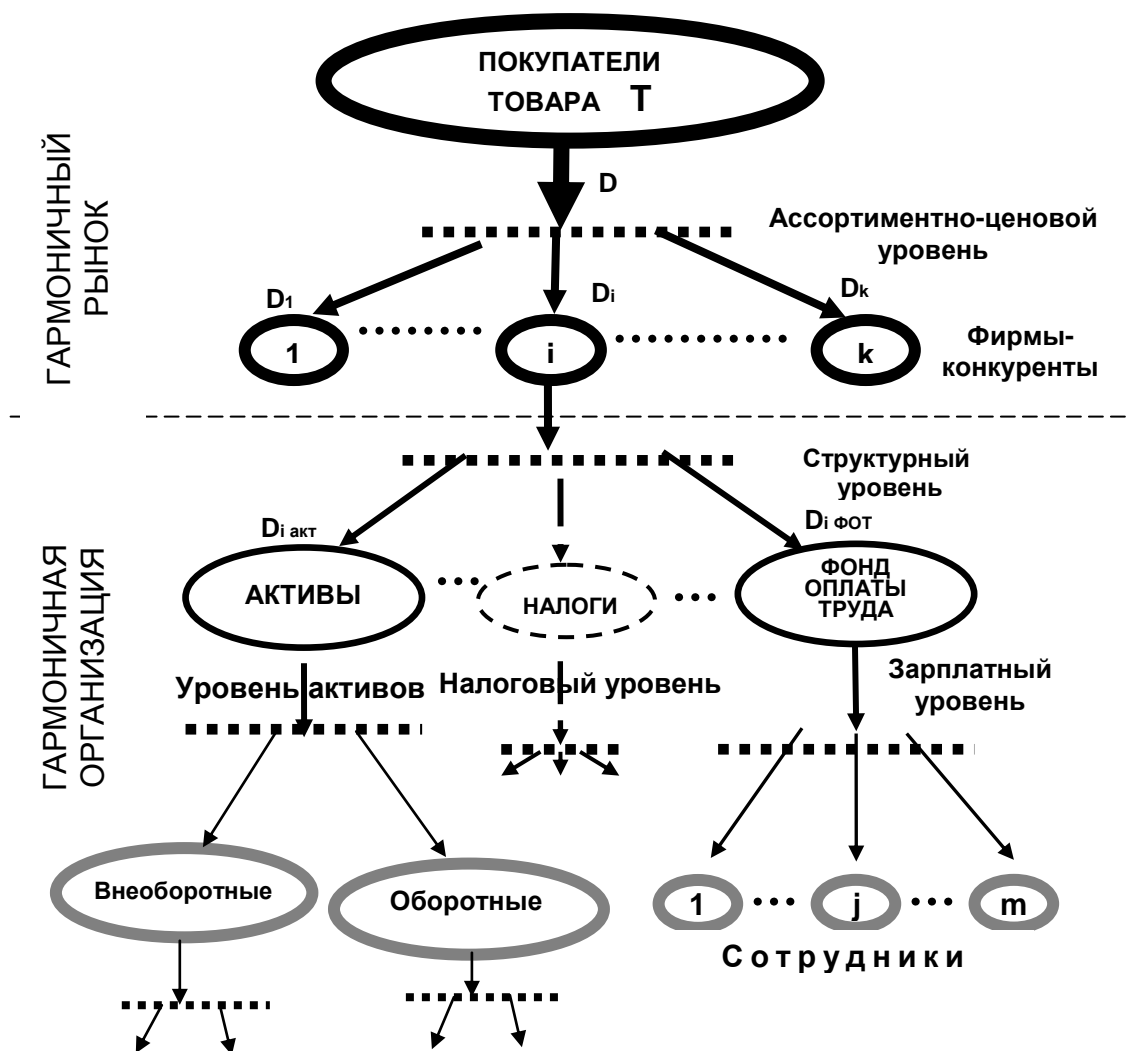 ПОКУПАТЕЛИ
ТОВАРА Т
D
Ассортиментно-ценовой
уровень
D1
Di
Dk
1
i
k
Фирмы-
конкуренты
ГАРМОНИЧНЫЙ
РЫНОК
Структурный
уровень
Di акт
Di ФОТ
АКТИВЫ
НАЛОГИ
ФОНД
ОПЛАТЫ
ТРУДА
ГАРМОНИЧНАЯ
ОРГАНИЗАЦИЯ
Уровень активов
Налоговый уровень
Зарплатный
уровень
Внеоборотные
Оборотные
1
j
m
Сотрудники